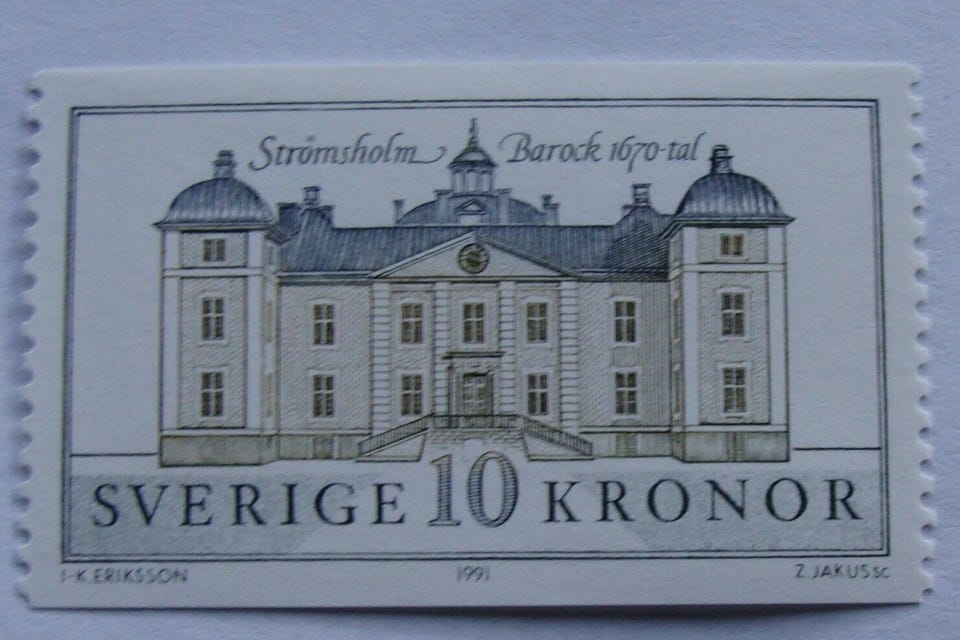 Strömsholm Barock 1670-tal
SVERIGE 10 KRONOR
I-K.ERIKSSON 1991 Z.JAKUS sc